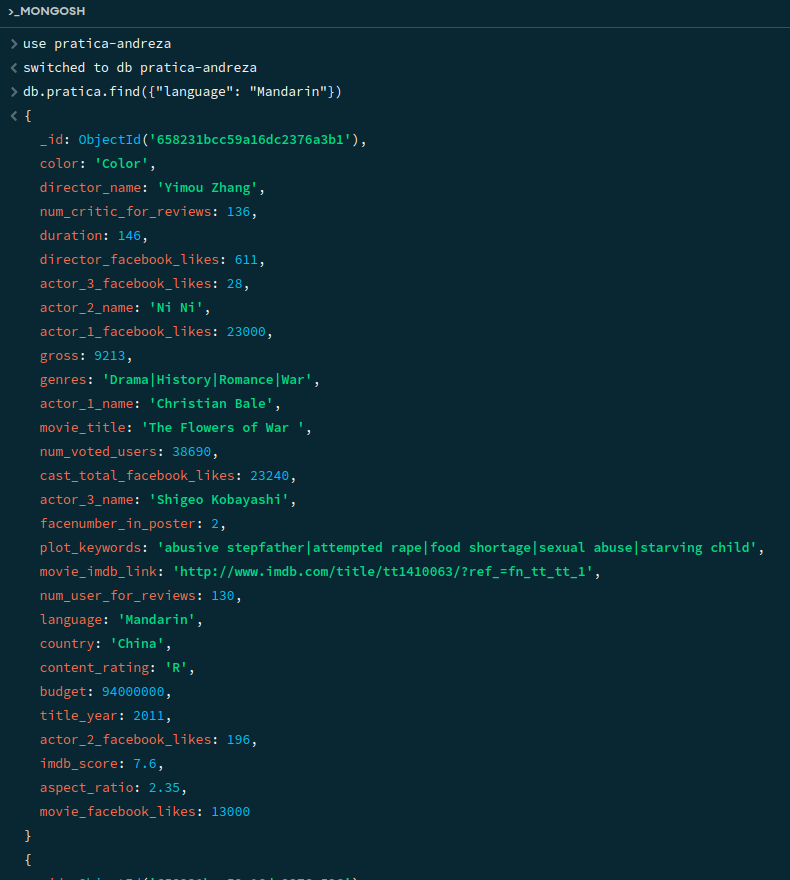 >_MONGOSH
> use pratica-andreza
< switched to db pratica-andreza
> db.pratica.find({"language": "Mandarin"})
< {
_id: ObjectId('658231bcc59a16dc2376a3b1'),
color: 'Color',
director_name: 'Yimou Zhang',
num_critic_for_reviews: 136,
duration: 146,
director_facebook_likes: 611,
actor_3_facebook_likes: 28,
actor_2_name: 'Ni Ni',
actor_1_facebook_likes: 23000,
gross: 9213,
genres: 'Drama|History|Romance|War',
actor_1_name: 'Christian Bale',
movie_title: 'The Flowers of War ',
num_voted_users: 38690,
cast_total_facebook_likes: 23240,
actor_3_name: 'Shigeo Kobayashi',
facenumber_in_poster: 2,
plot_keywords: 'abusive stepfather|attempted rape|food shortage|sexual abuse|starving child',
movie_imdb_link: 'http://www.imdb.com/title/tt1410063/?ref_=fn_tt_tt_1',
num_user_for_reviews: 130,
language: 'Mandarin',
country: 'China',
content_rating: 'R',
budget: 94000000,
title_year: 2011,
actor_2_facebook_likes: 196,
imdb_score: 7.6,
aspect_ratio: 2.35,
movie_facebook_likes: 13000
}
{